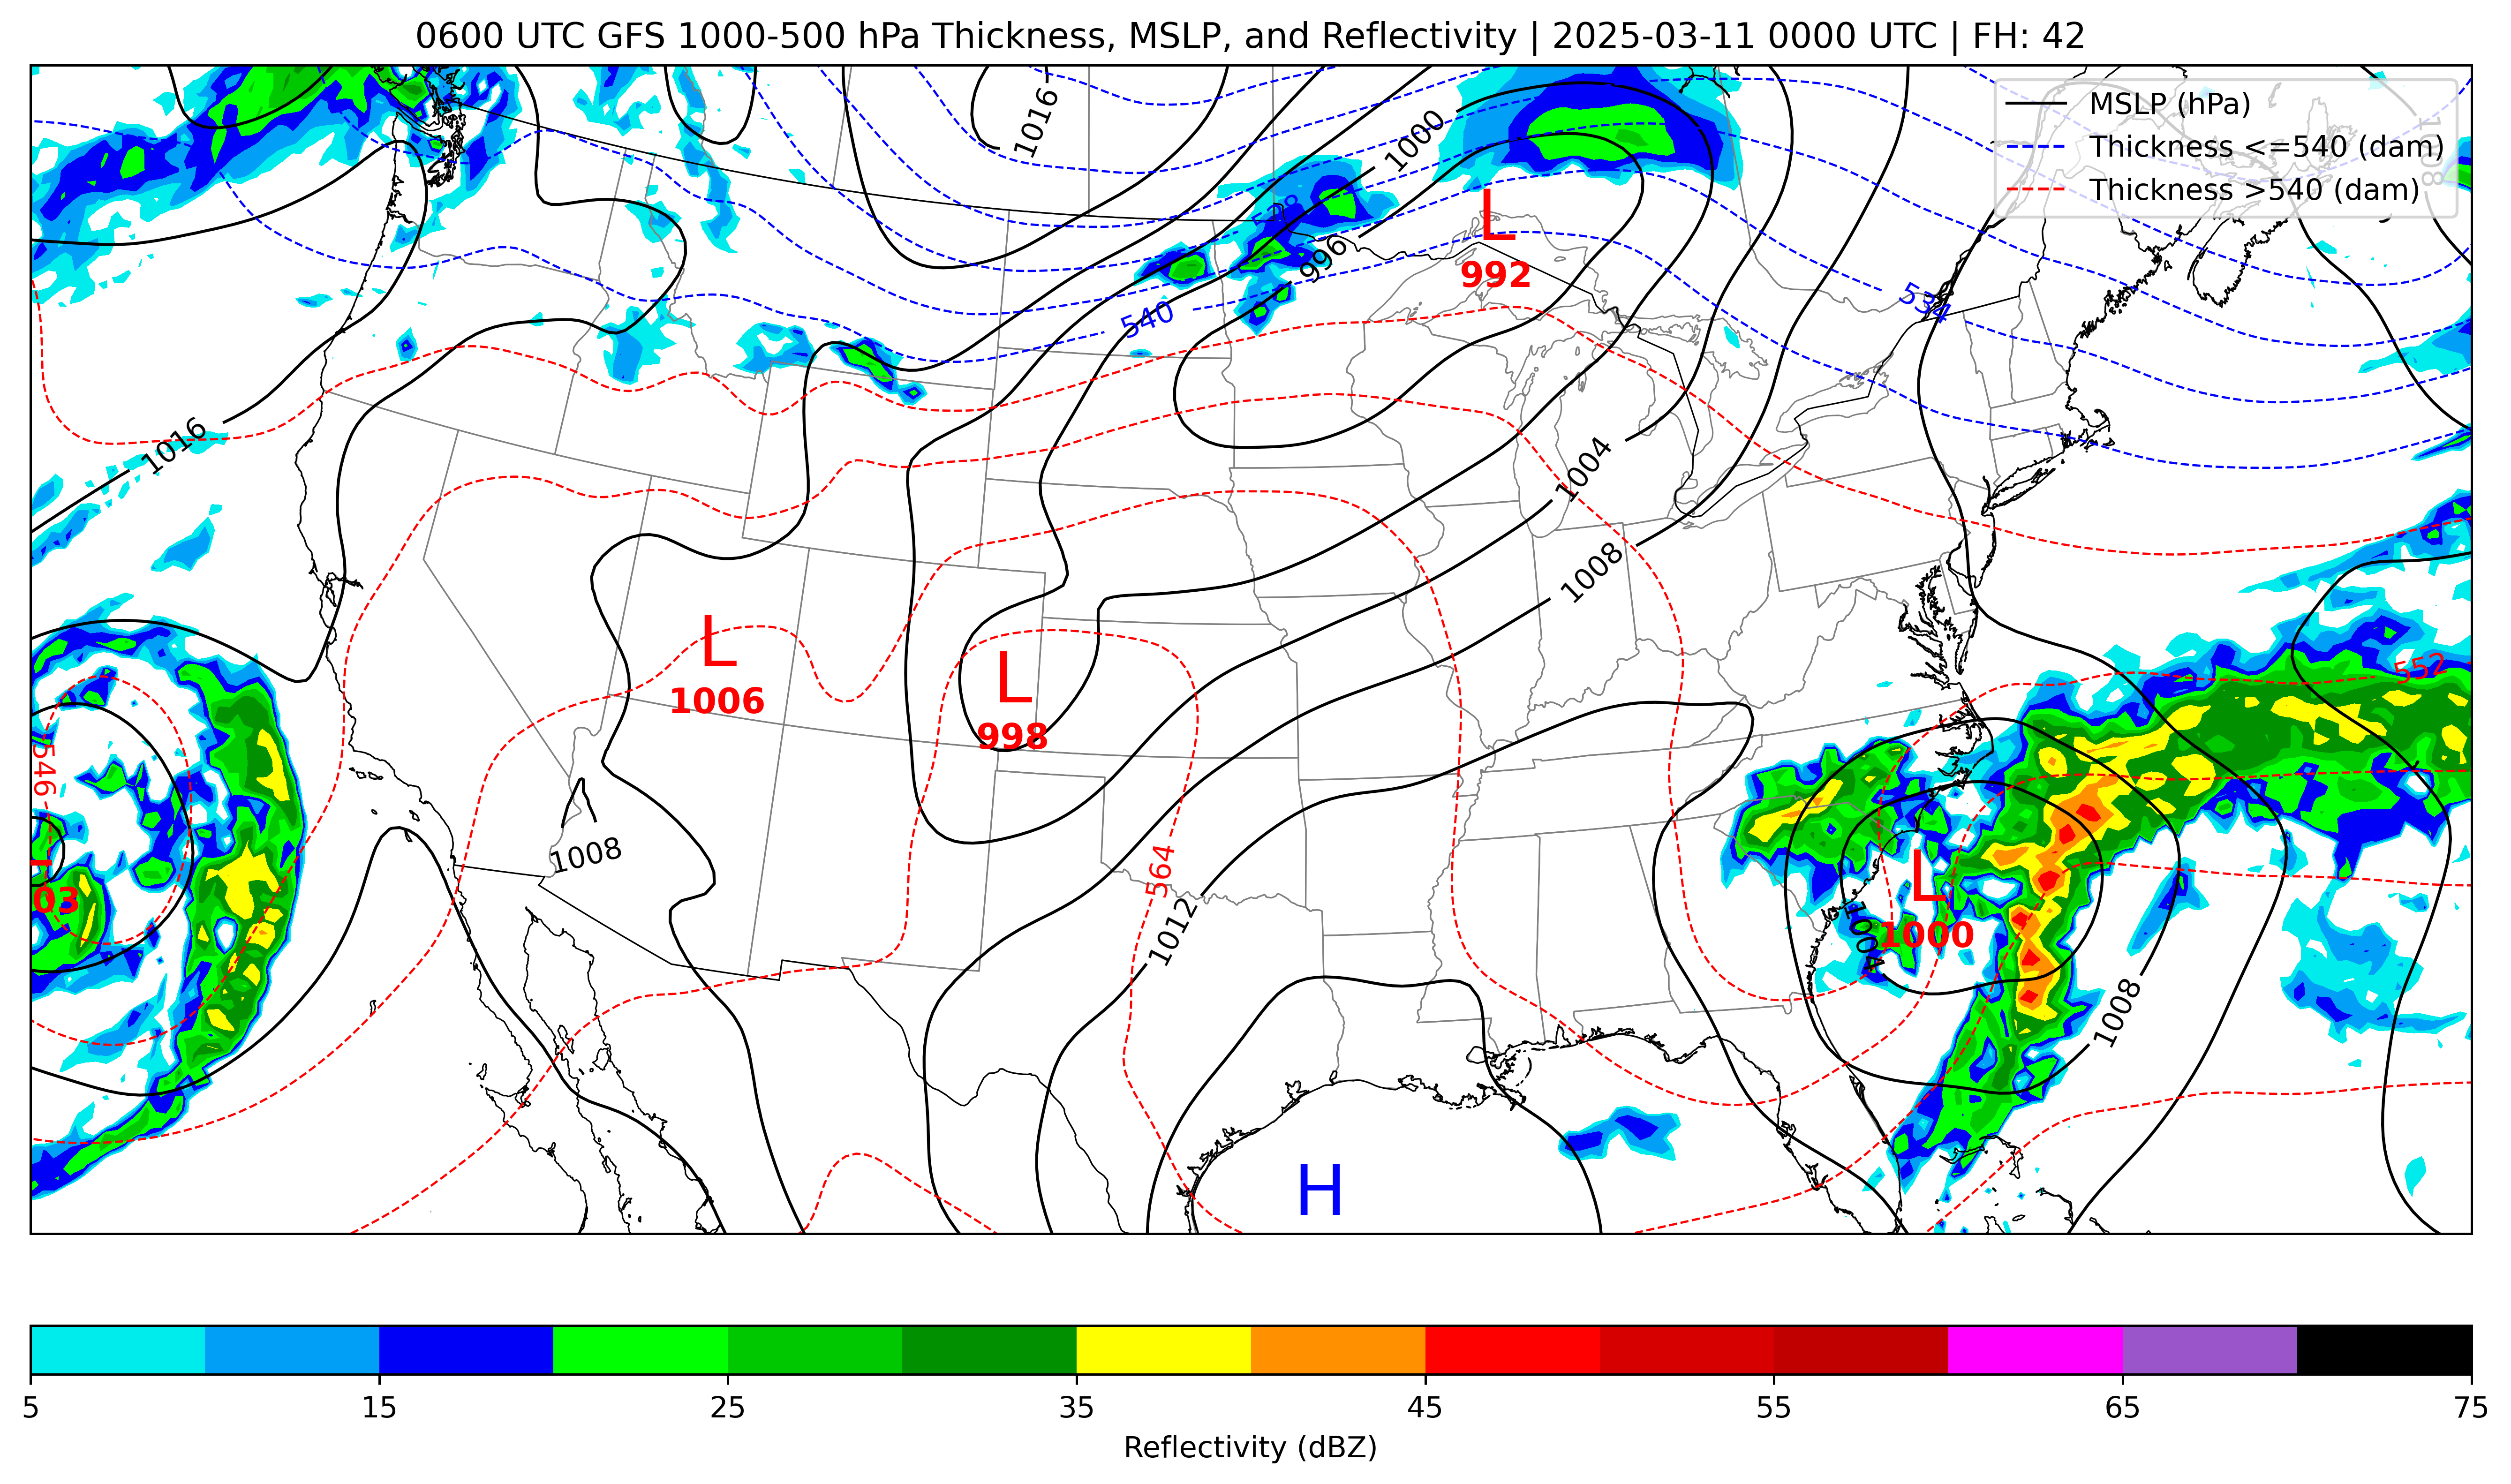 0600 UTC GFS 1000-500 hPa Thickness, MSLP, and Reflectivity | 2025-03-11 0000 UTC | FH: 42
MSLP (hPa)
Thickness <=540 (dam)
Thickness >540 (dam)
1016
1000
1008
528
L
996
992
540
534
1016
1004
1008
L
1006
L
998
552
546
1008
564
03
1012
L
1004
1000
1008
H
5 15 25 35 45 55 65 75
Reflectivity (dBZ)